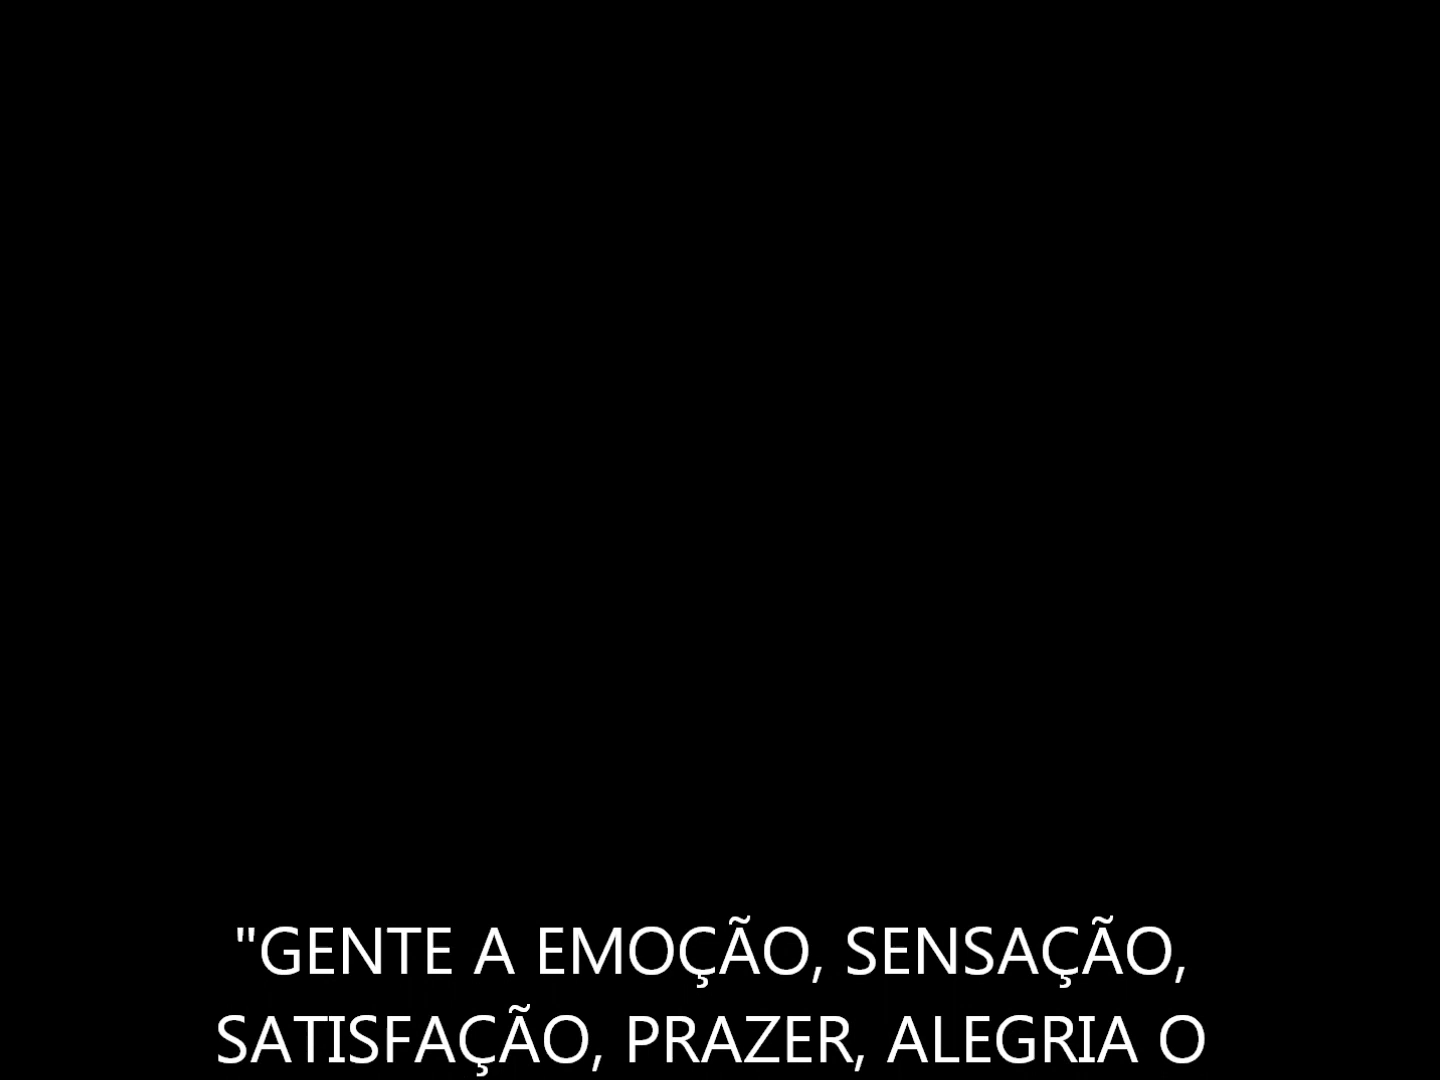 "GENTE A EMOÇÃO, SENSAÇÃO,
SATISFAÇÃO, PRAZER, ALEGRIA O